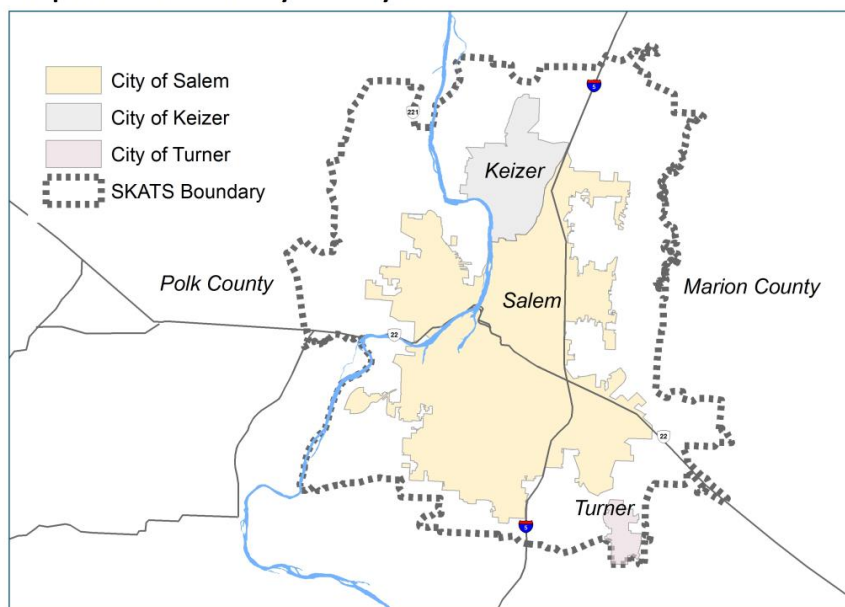 City of Salem
City of Keizer
City of Turner
SKATS Boundary
5
221
Keizer
Polk County
Salem
Marion County
22
22
Turner
5